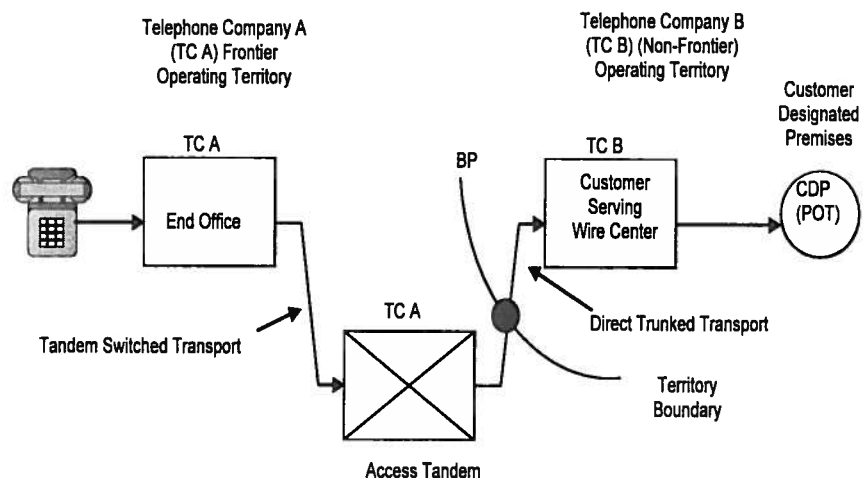 Telephone Company A
(TC A) Frontier
Operating Territory
Telephone Company B
(TC B) (Non-Frontier)
Operating Territory
Customer
Designated
Premises
TC A
End Office
BP
TC B
Customer
Serving
Wire Center
CDP
(POT)
Tandem Switched Transport
TC A
Direct Trunked Transport
Territory
Boundary
Access Tandem